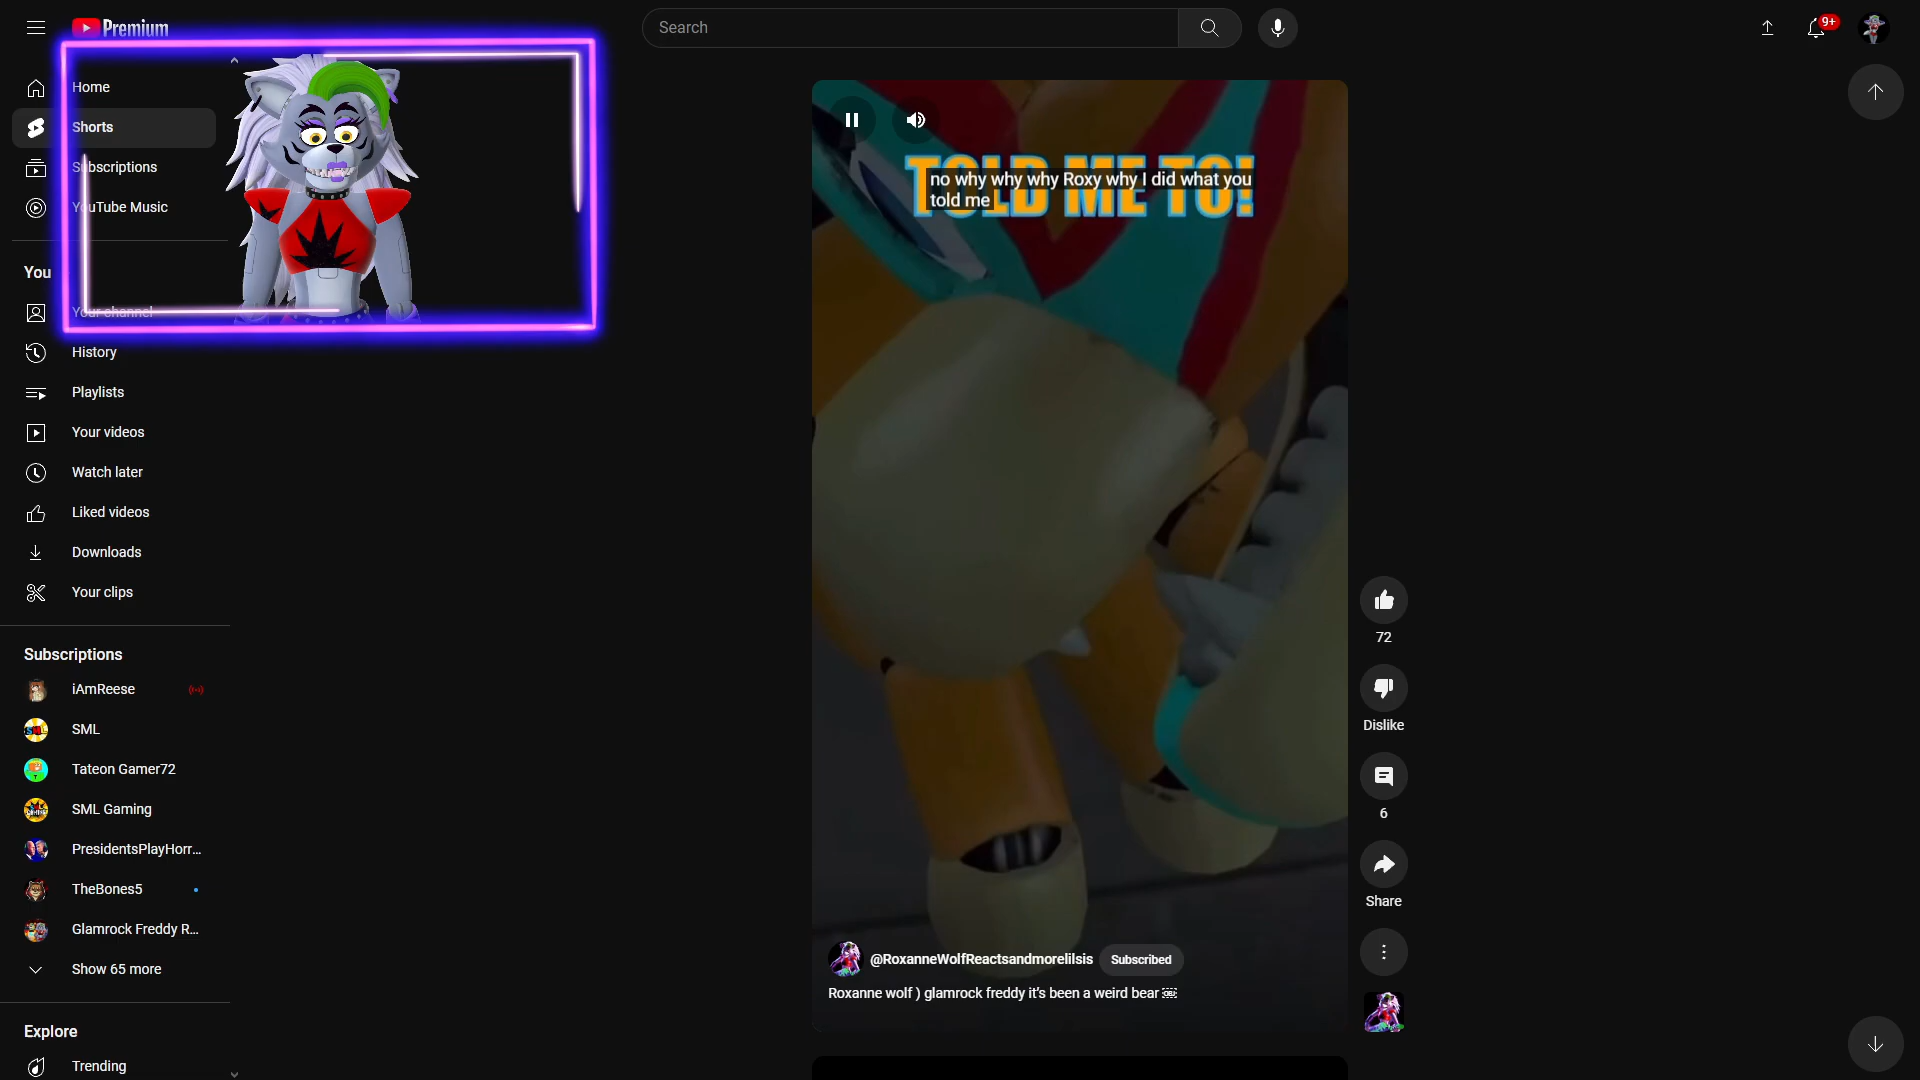 Premium
Search
9+
Home
Shorts
Subscriptions
YouTube Music
You
Your channel
History
Playlists
Your videos
Watch later
Liked videos
Downloads
Your clips
Subscriptions
iAmReese
SML
Tateon Gamer72
SML Gaming
PresidentsPlayHorr...
TheBones5
Glamrock Freddy R...
Show 65 more
Explore
Trending
TOLD ME TO!
no why why why Roxy why I did what you
told me
72
Dislike
6
Share
@RoxanneWolfReactsandmorelilsis
Subscribed
Roxanne wolf ) glamrock freddy it's been a weird bear ￼